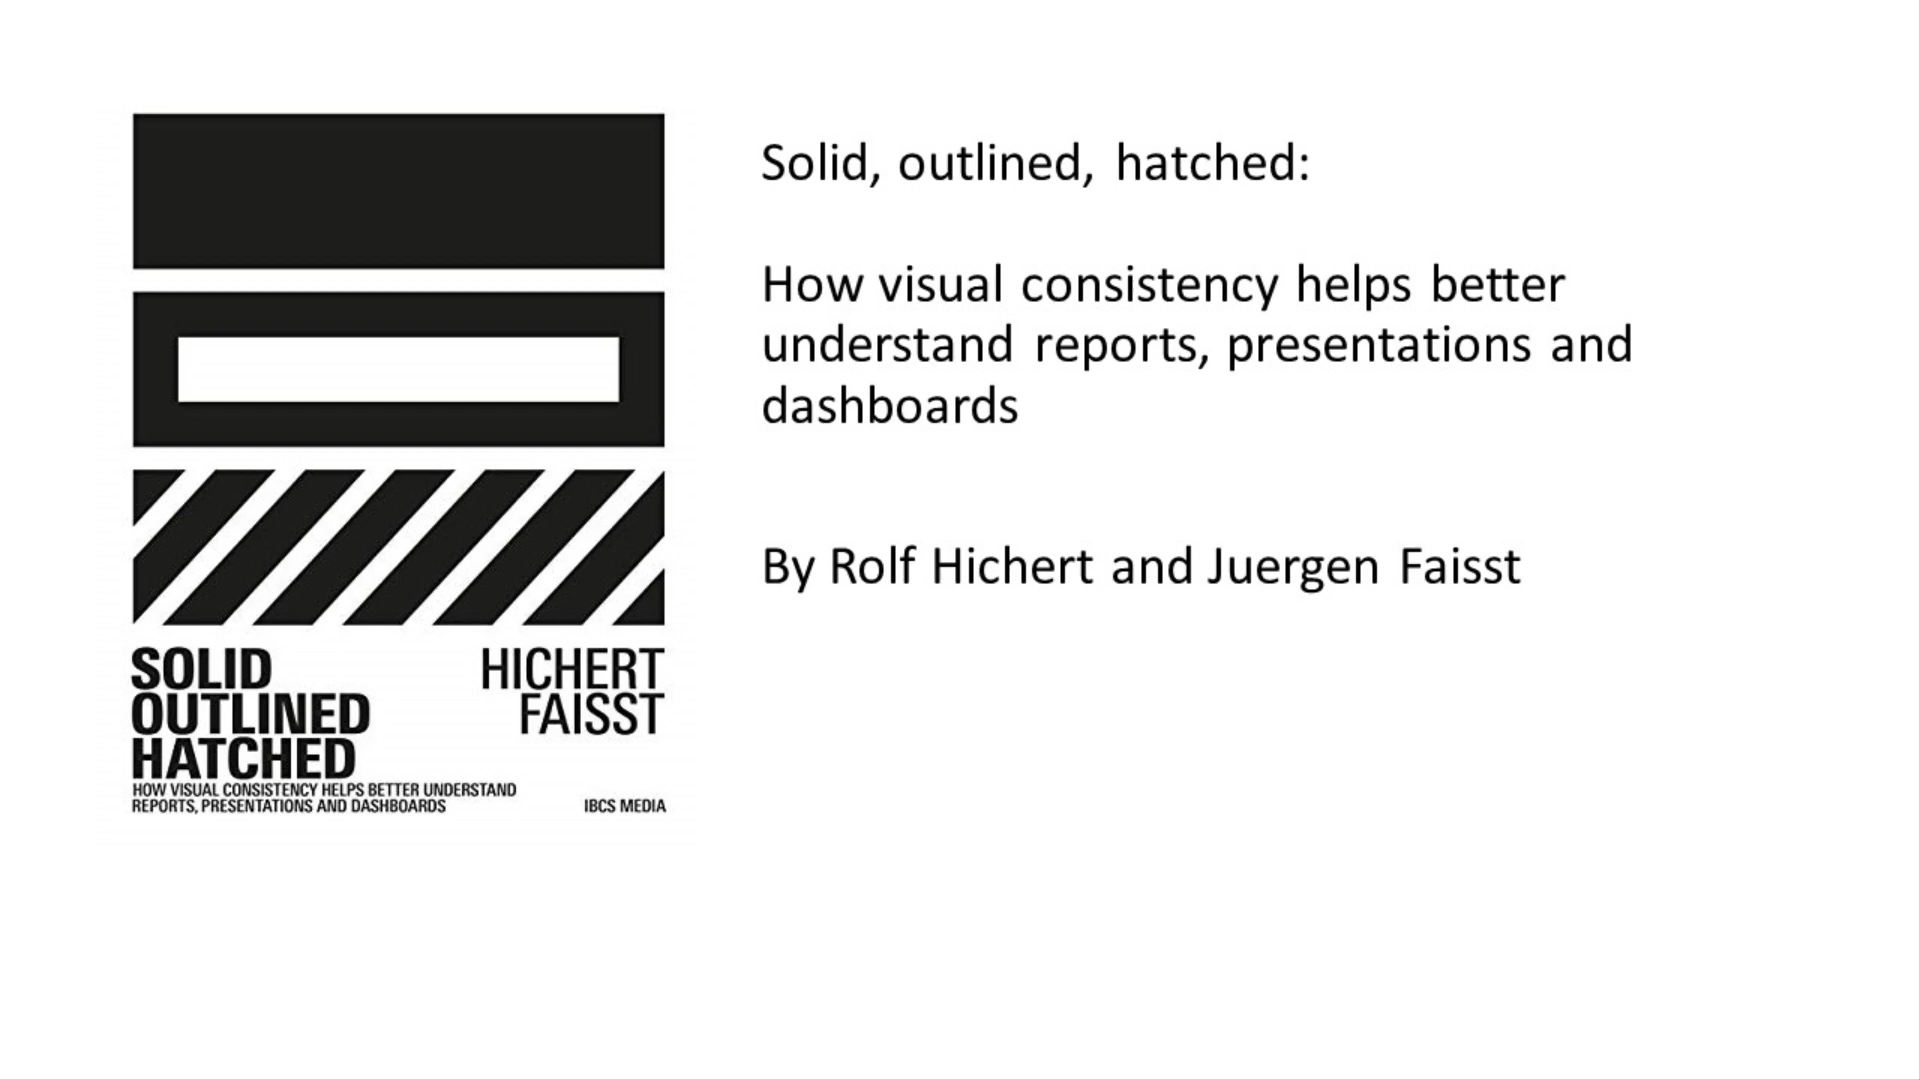 Solid, outlined, hatched:
How visual consistency helps better
understand reports, presentations and
dashboards
By Rolf Hichert and Juergen Faisst
SOLID
OUTLINED
HATCHED
HICHERT
FAISST
HOW VISUAL CONSISTENCY HELPS BETTER UNDERSTAND
REPORTS, PRESENTATIONS AND DASHBOARDS
IBCS MEDIA